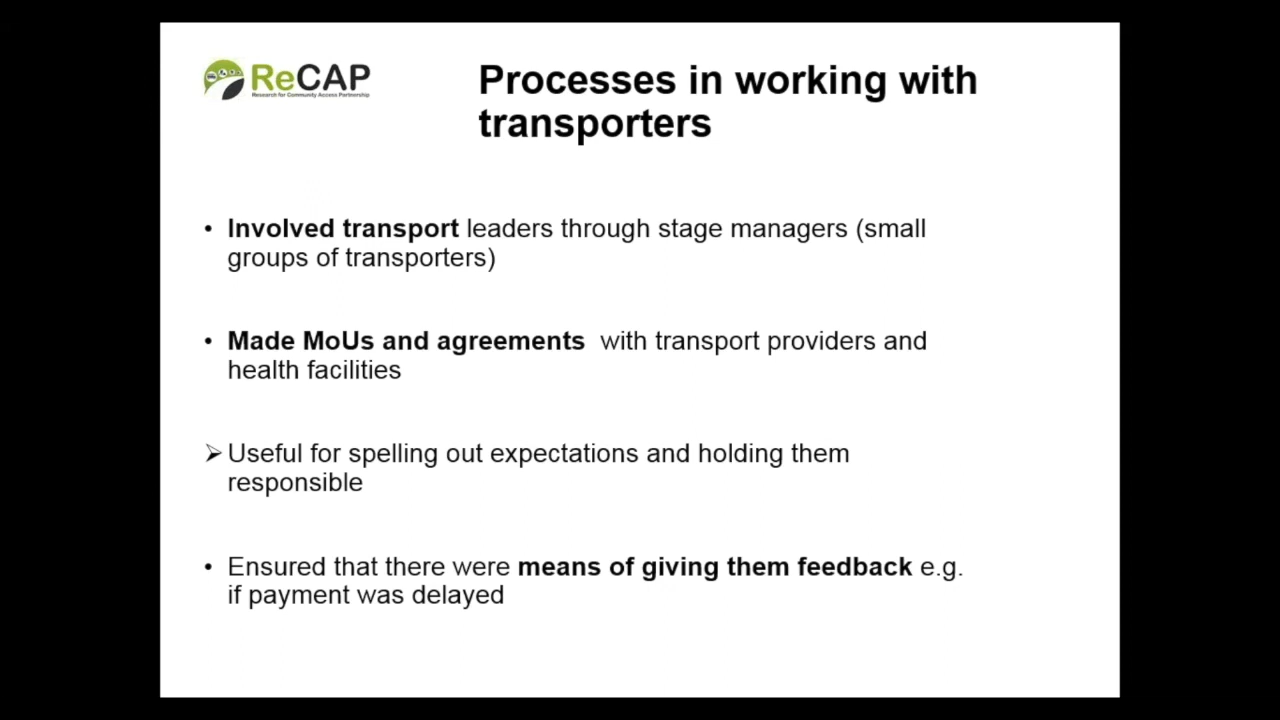 ReCAP
Research for Community Access Partnership
Processes in working with
transporters
• Involved transport leaders through stage managers (small
groups of transporters)
• Made MoUs and agreements  with transport providers and
health facilities
➢ Useful for spelling out expectations and holding them
responsible
• Ensured that there were means of giving them feedback e.g.
if payment was delayed